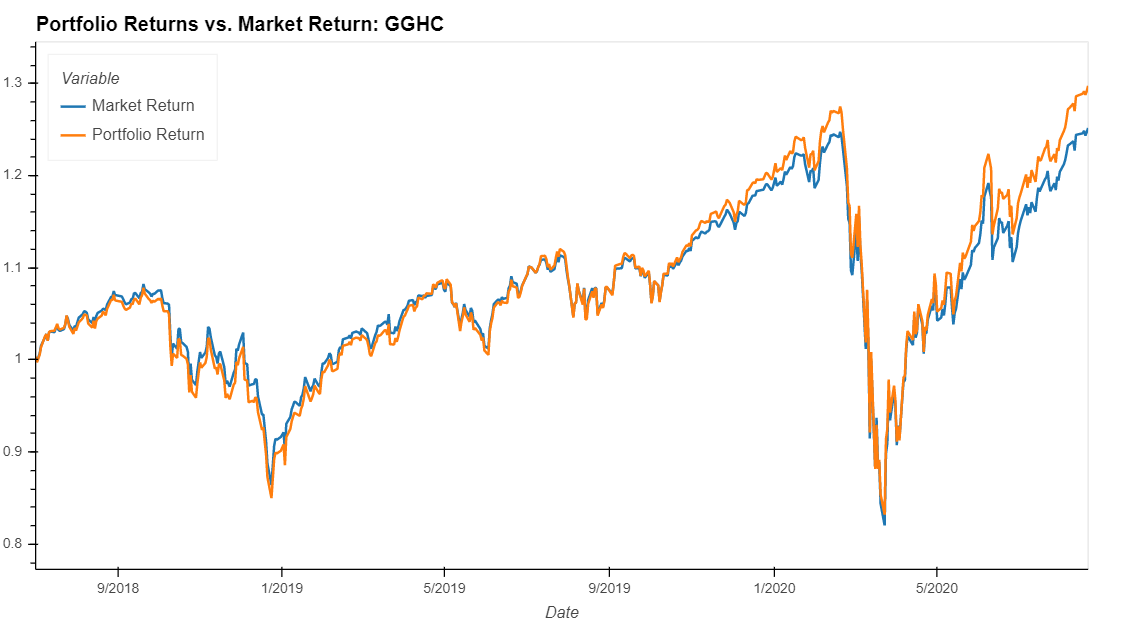 Portfolio Returns vs. Market Return: GGHC
Variable
Market Return
Portfolio Return
1.3
1.2
1.1
1
0.9
0.8
9/2018 1/2019 5/2019 9/2019 1/2020 5/2020
Date